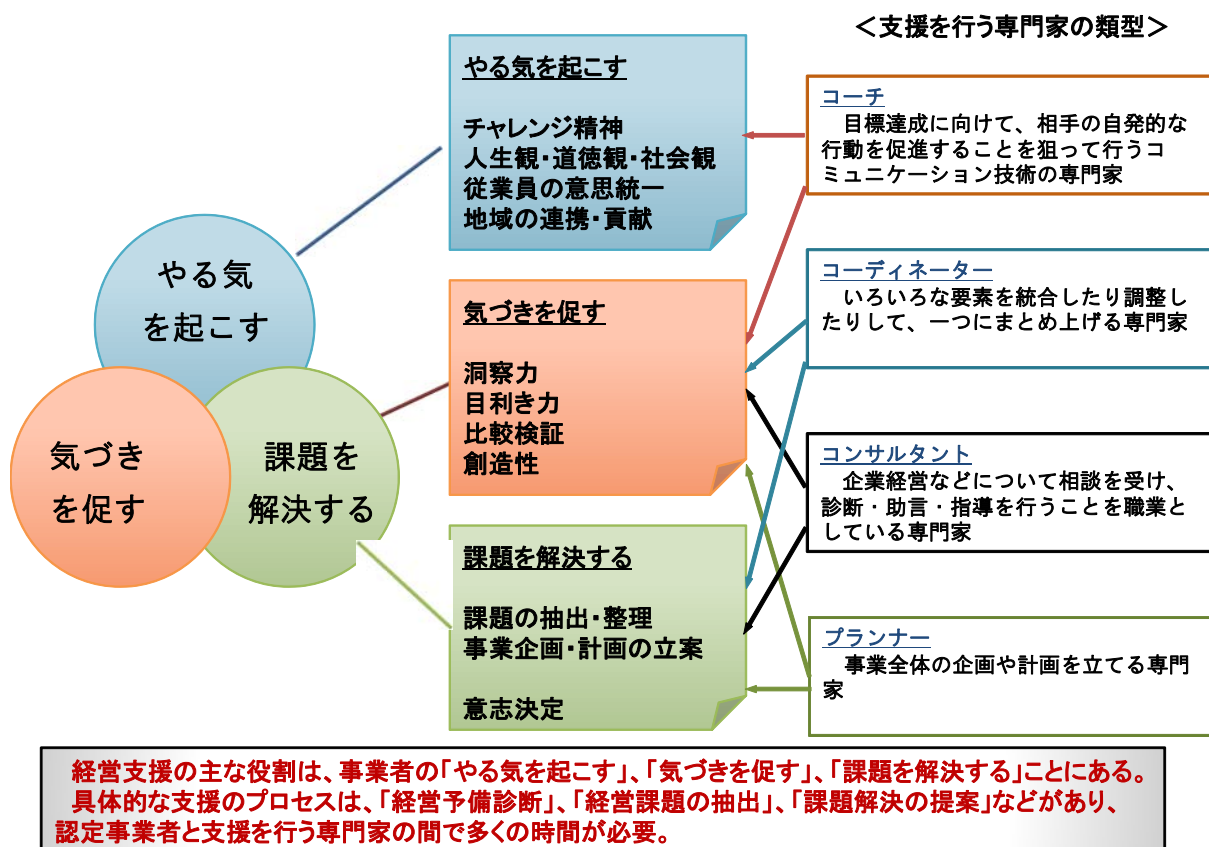 ＜支援を行う専門家の類型＞
やる気
を起こす
気づき
を促す
課題を
解決する
やる気を起こす
チャレンジ精神
人生観・道徳観・社会観
従業員の意思統一
地域の連携・貢献
気づきを促す
洞察力
目利き力
比較検証
創造性
課題を解決する
課題の抽出・整理
事業企画・計画の立案
意志決定
コーチ
目標達成に向けて、相手の自発的な
行動を促進することを狙って行うコ
ミュニケーション技術の専門家
コーディネーター
いろいろな要素を統合したり調整し
たりして、一つにまとめ上げる専門家
コンサルタント
企業経営などについて相談を受け、
診断・助言・指導を行うことを職業と
している専門家
プランナー
事業全体の企画や計画を立てる専門
家
経営支援の主な役割は、事業者の「やる気を起こす」、「気づきを促す」、「課題を解決する」ことにある。
具体的な支援のプロセスは、「経営予備診断」、「経営課題の抽出」、「課題解決の提案」などがあり、
認定事業者と支援を行う専門家の間で多くの時間が必要。